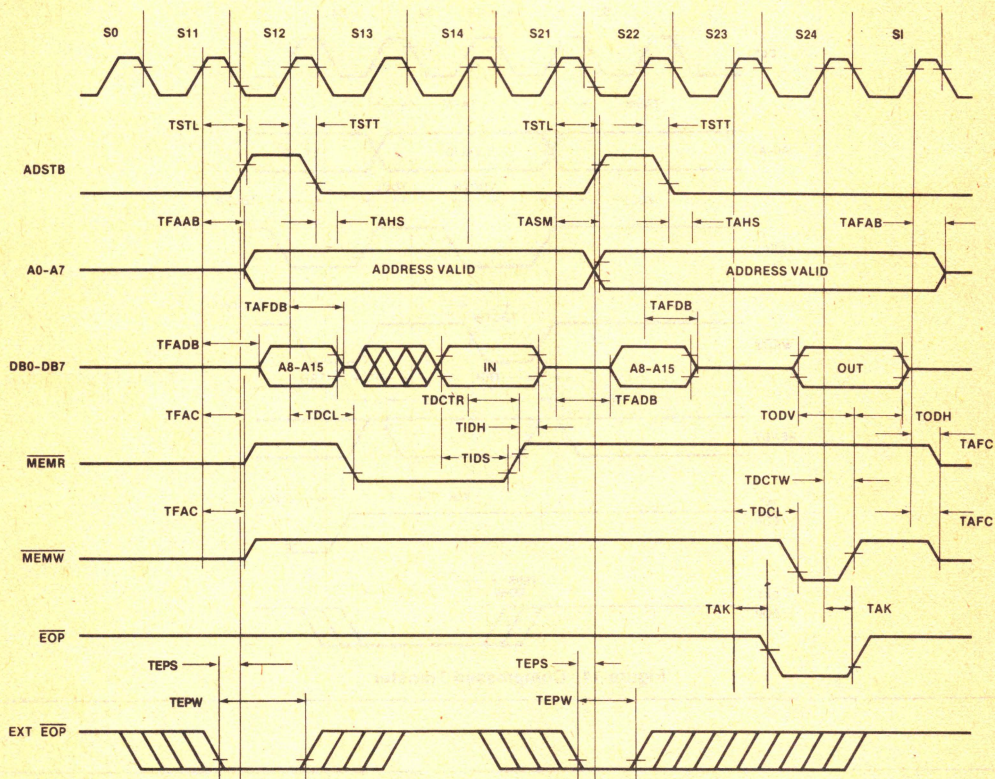 S0 S11 S12 S13 S14 S21 S22 S23 S24 SI
TSTL TSTT TSTL TSTT
ADSTB
TFAAB TAHS TASM TAHS TAFAB
A0-A7 ADDRESS VALID ADDRESS VALID
TAFDB TAFDB
TFADB
DB0-DB7 A8-A15 IN A8-A15 OUT
TDCTR TFADB
TFAC TDCL TIDH TODV TODH
MEMR TIDS TAFC
TDCTW
TFAC TDCL TAFC
MEMW
TAK TAK
EOP
TEPS TEPS
TEPW TEPW
EXT EOP